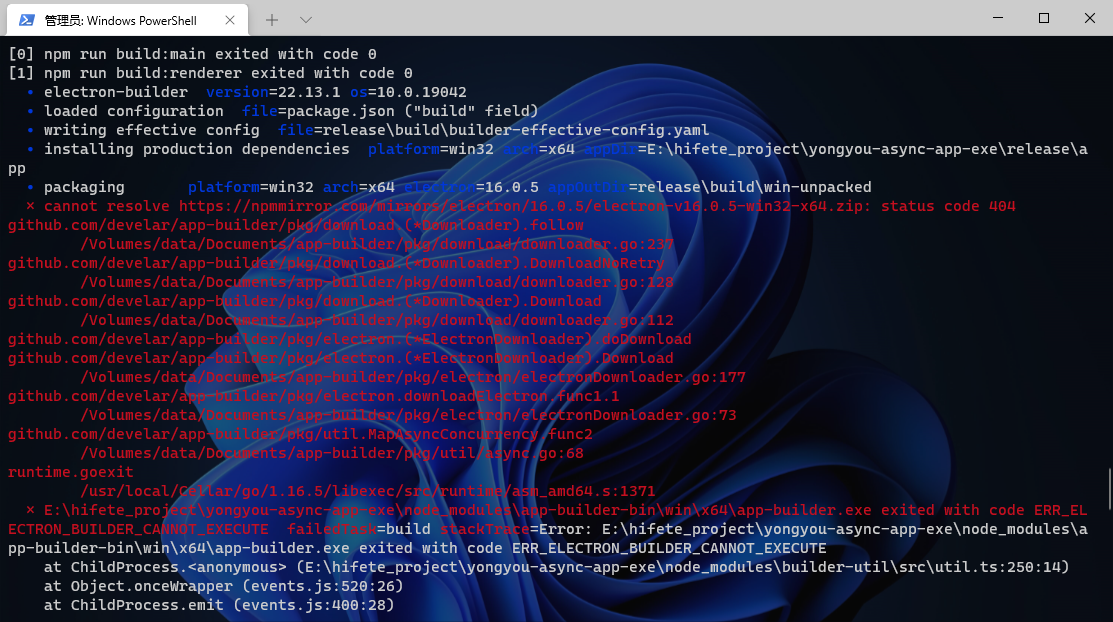 管理员: Windows PowerShell
[0] npm run build:main exited with code 0
[1] npm run build:renderer exited with code 0
• electron-builder  version=22.13.1 os=10.0.19042
• loaded configuration  file=package.json ("build" field)
• writing effective config  file=release\build\builder-effective-config.yaml
• installing production dependencies  platform=win32 arch=x64 appDir=E:\hifete_project\yongyou-async-app-exe\release\a
pp
• packaging       platform=win32 arch=x64 electron=16.0.5 appOutDir=release\build\win-unpacked
× cannot resolve https://npmmirror.com/mirrors/electron/16.0.5/electron-v16.0.5-win32-x64.zip: status code 404
github.com/develar/app-builder/pkg/download.(*Downloader).follow
/Volumes/data/Documents/app-builder/pkg/download/downloader.go:237
github.com/develar/app-builder/pkg/download.(*Downloader).DownloadNoRetry
/Volumes/data/Documents/app-builder/pkg/download/downloader.go:128
github.com/develar/app-builder/pkg/download.(*Downloader).Download
/Volumes/data/Documents/app-builder/pkg/download/downloader.go:112
github.com/develar/app-builder/pkg/electron.(*ElectronDownloader).doDownload
github.com/develar/app-builder/pkg/electron.(*ElectronDownloader).Download
/Volumes/data/Documents/app-builder/pkg/electron/electronDownloader.go:177
github.com/develar/app-builder/pkg/electron.downloadElectron.func1.1
/Volumes/data/Documents/app-builder/pkg/electron/electronDownloader.go:73
github.com/develar/app-builder/pkg/util.MapAsyncConcurrency.func2
/Volumes/data/Documents/app-builder/pkg/util/async.go:68
runtime.goexit
/usr/local/Cellar/go/1.16.5/libexec/src/runtime/asm_amd64.s:1371
× E:\hifete_project\yongyou-async-app-exe\node_modules\app-builder-bin\win\x64\app-builder.exe exited with code ERR_EL
ECTRON_BUILDER_CANNOT_EXECUTE  failedTask=build stackTrace=Error: E:\hifete_project\yongyou-async-app-exe\node_modules\a
pp-builder-bin\win\x64\app-builder.exe exited with code ERR_ELECTRON_BUILDER_CANNOT_EXECUTE
at ChildProcess.<anonymous> (E:\hifete_project\yongyou-async-app-exe\node_modules\builder-util\src\util.ts:250:14)
at Object.onceWrapper (events.js:520:26)
at ChildProcess.emit (events.js:400:28)